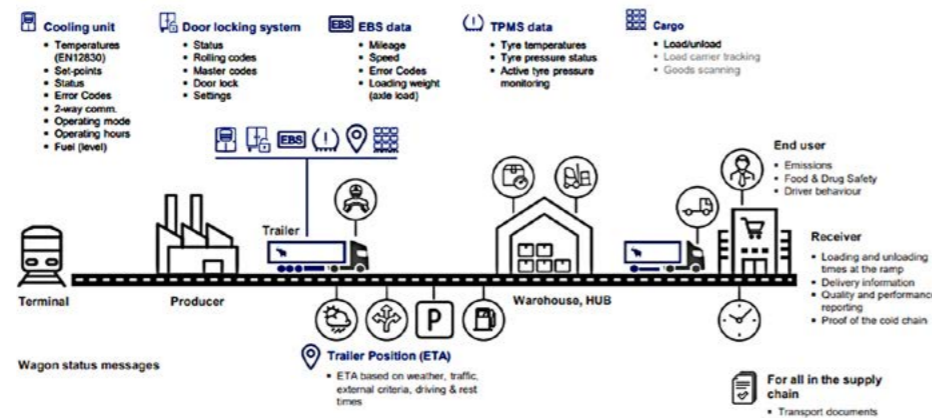 Cooling unit
• Temperatures
(EN12830)
• Set-points
• Status
• Error Codes
• 2-way comm.
• Operating mode
• Operating hours
• Fuel (level)
Door locking system
• Status
• Rolling codes
• Master codes
• Door lock
• Settings
EBS
EBS data
• Mileage
• Speed
• Error Codes
• Loading weight
(axle load)
TPMS data
• Tyre temperatures
• Tyre pressure status
• Active tyre pressure
monitoring
Cargo
• Load/unload
• Load carrier tracking
• Goods scanning
EBS
End user
• Emissions
• Food & Drug Safety
• Driver behaviour
Trailer
Receiver
• Loading and unloading
times at the ramp
• Delivery information
• Quality and performance
reporting
• Proof of the cold chain
Terminal
Producer
Warehouse, HUB
P
Trailer Position (ETA)
• ETA based on weather, traffic,
external criteria, driving & rest
times
Wagon status messages
For all in the supply
chain
• Transport documents